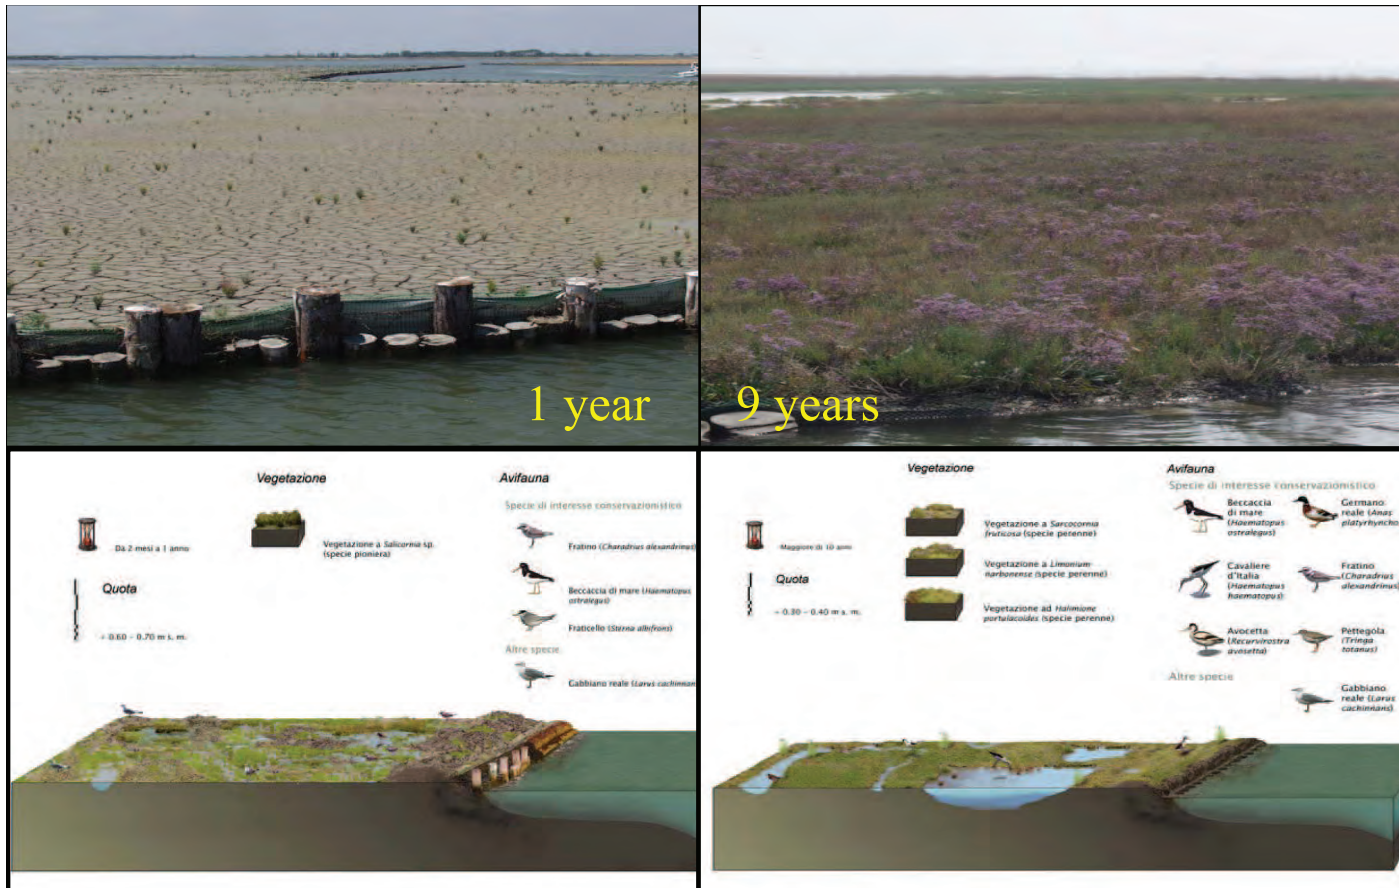 1 year
9 years
Vegetazione
Vegetazione a Salicornia sp.
(specie pioniera)
Da 2 mesi a 1 anno
Quota
+ 0.60 - 0.70 m s. m.
Avifauna
Specie di interesse conservazionistico
Fratino (Charadrius alexandrinus)
Beccaccia di mare (Haematopus
ostralegus)
Fraticello (Sterna albifrons)
Altre specie
Gabbiano reale (Larus cachinnans
Vegetazione
Vegetazione a Sarcocornia
fruticosa (specie perenne)
Vegetazione a Limonium
narbonense (specie perenne)
Vegetazione ad Halimione
portulacoides (specie perenne)
Maggiore di 10 anni
Quota
+ 0.30 - 0.40 m s. m.
Avifauna
Specie di interesse conservazionistico
Beccaccia
di mare
(Haematopus
ostralegus)
Germano
reale (Anas
platyrhyncho
Cavaliere
d'Italia
(Haematopus
haematopus)
Fratino
(Charadrius
alexandrinus
Avocetta
(Recurvirostra
avosetta)
Pettegola
(Tringa
totanus)
Altre specie
Gabbiano
reale (Larus
cachinnans)